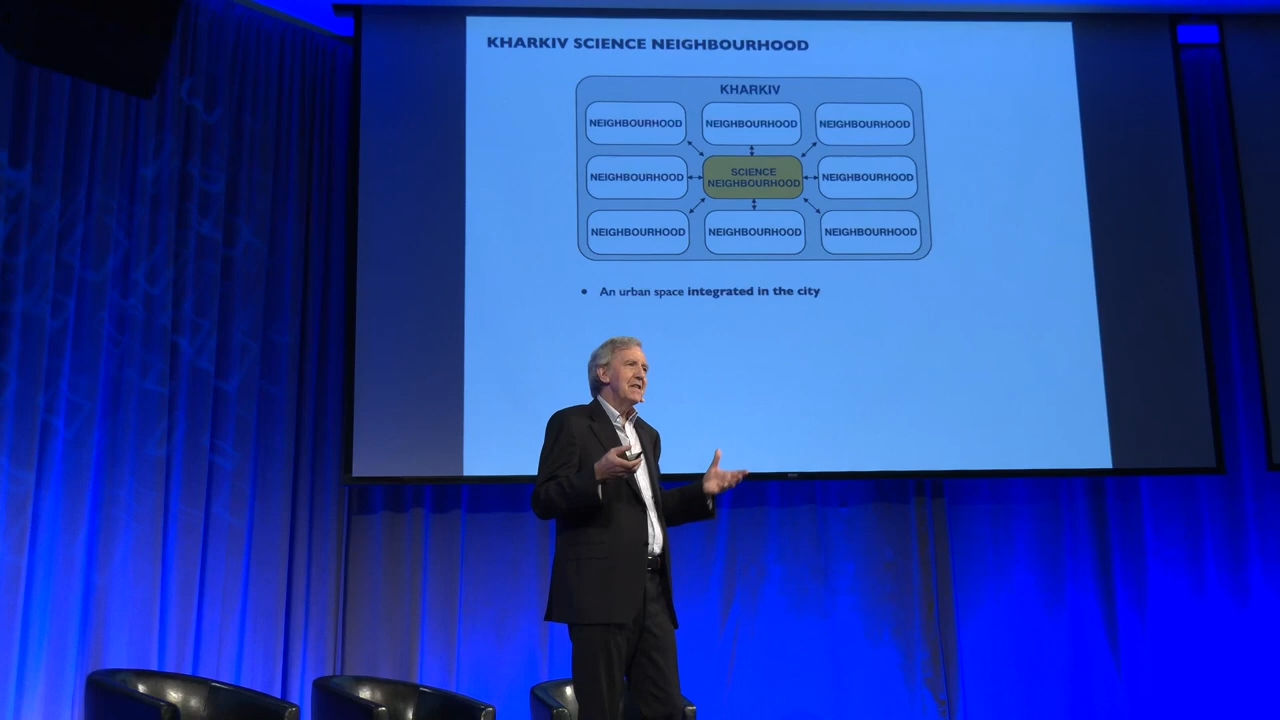 KHARKIV SCIENCE NEIGHBOURHOOD
KHARKIV
NEIGHBOURHOOD NEIGHBOURHOOD NEIGHBOURHOOD
NEIGHBOURHOOD SCIENCE NEIGHBOURHOOD NEIGHBOURHOOD
NEIGHBOURHOOD NEIGHBOURHOOD NEIGHBOURHOOD
• An urban space integrated in the city